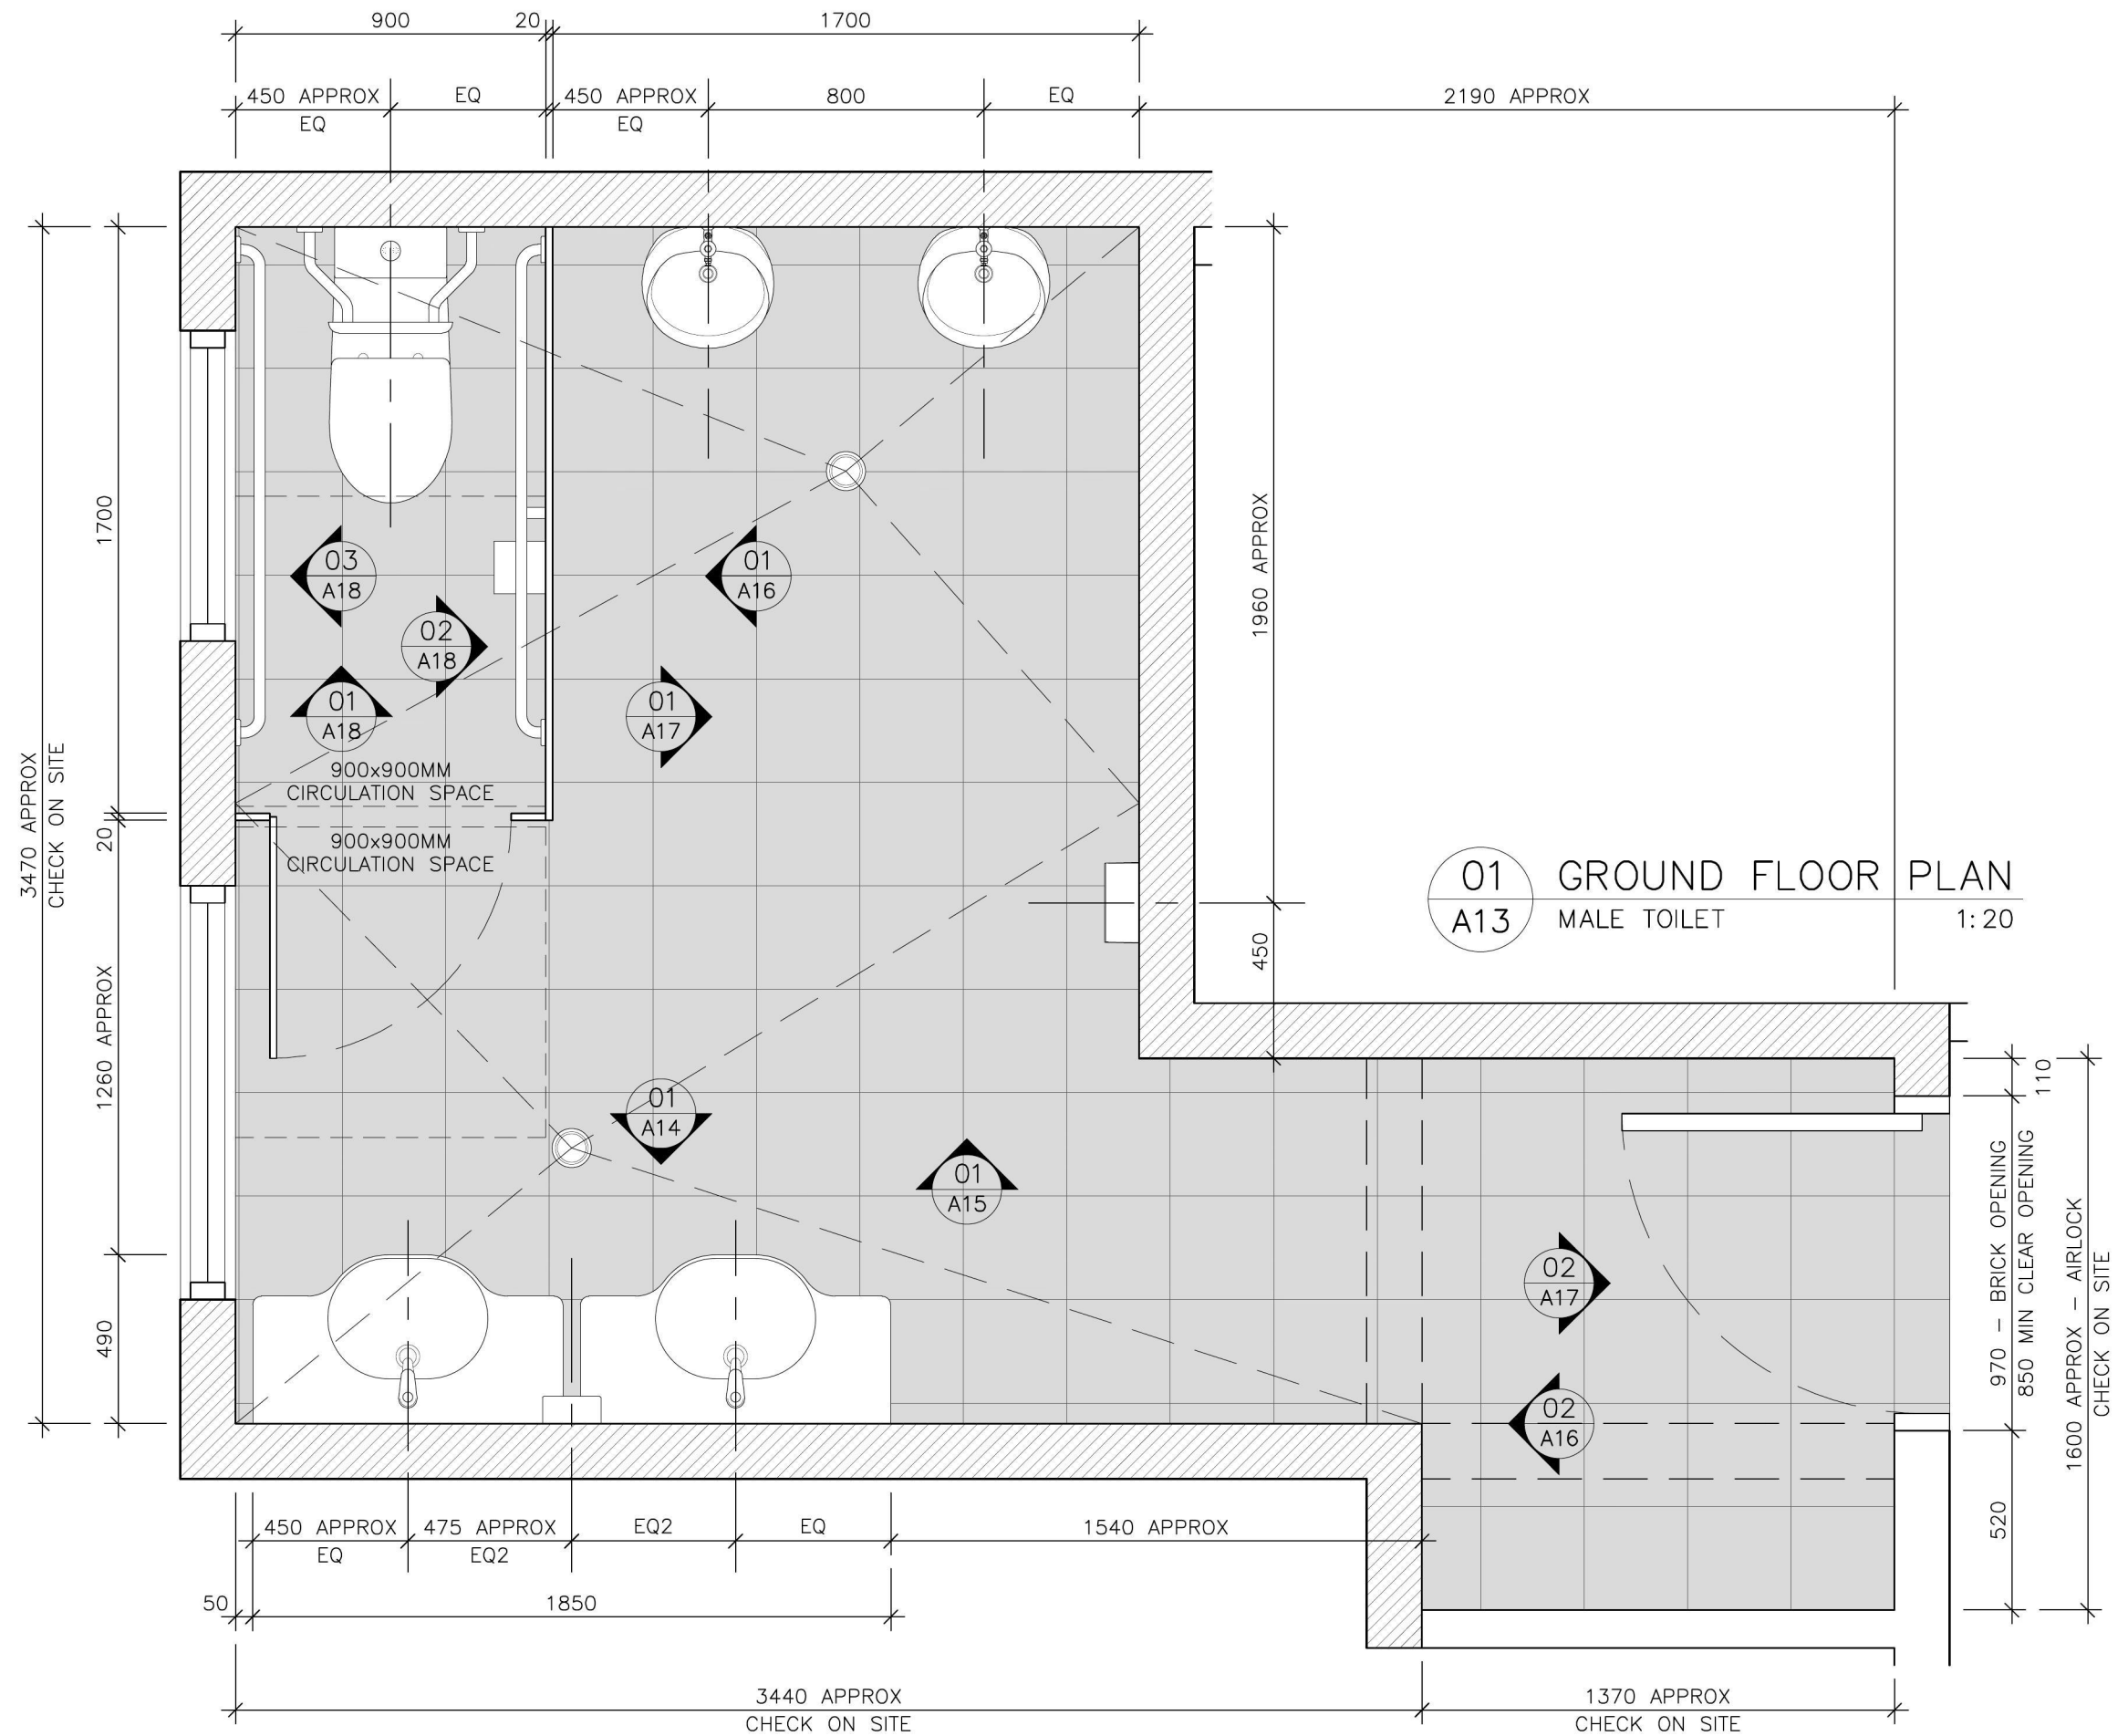 900
20
1700
450 APPROX
EQ
EQ
450 APPROX
EQ
800
EQ
2190 APPROX
3470 APPROX
CHECK ON SITE
1700
20
1260 APPROX
490
03
A18
02
A18
01
A18
01
A16
01
A17
900x900MM
CIRCULATION SPACE
900x900MM
CIRCULATION SPACE
1960 APPROX
450
01
A13
GROUND FLOOR PLAN
MALE TOILET
1:20
01
A14
01
A15
02
A17
02
A16
110
970 – BRICK OPENING
850 MIN CLEAR OPENING
520
1600 APPROX – AIRLOCK
CHECK ON SITE
450 APPROX
EQ
475 APPROX
EQ2
EQ2
EQ
1540 APPROX
50
1850
3440 APPROX
CHECK ON SITE
1370 APPROX
CHECK ON SITE